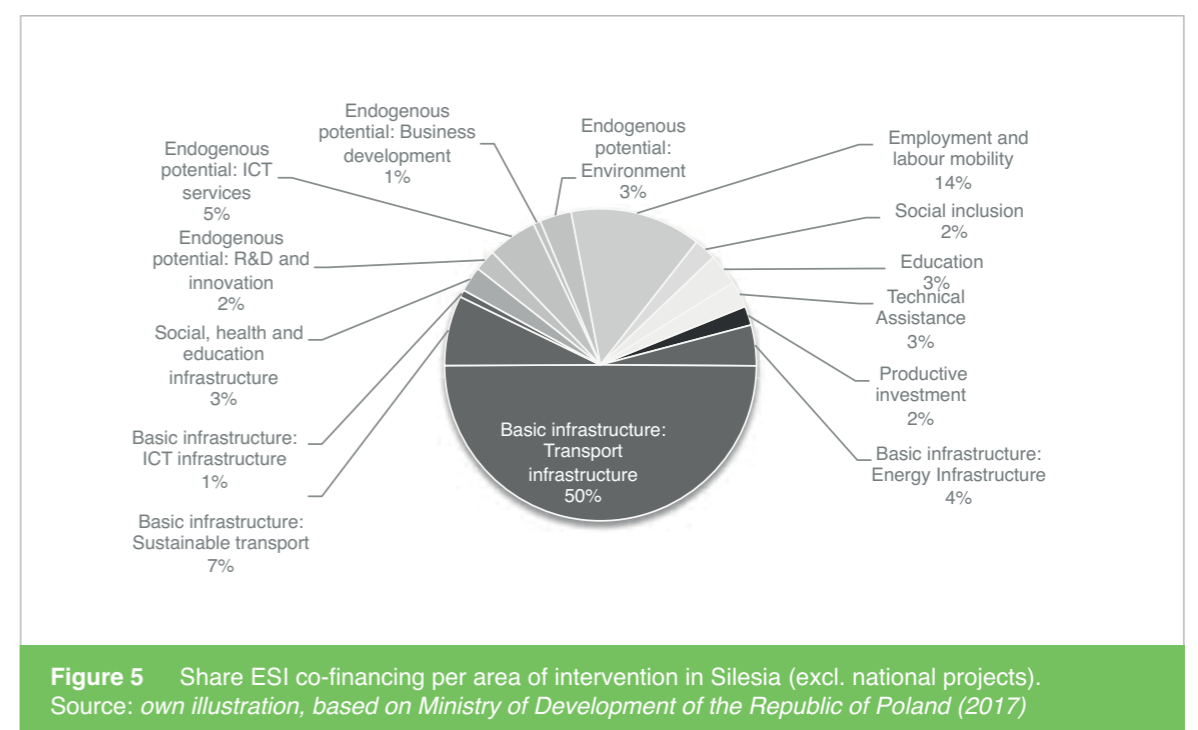 Endogenous
potential: Business
development
1%
Endogenous
potential:
Environment
3%
Employment and
labour mobility
14%
Endogenous
potential: ICT
services
5%
Social inclusion
2%
Endogenous
potential: R&D and
innovation
2%
Education
3%
Technical
Assistance
3%
Social, health and
education
infrastructure
3%
Productive
investment
2%
Basic infrastructure:
Transport
infrastructure
50%
Basic infrastructure:
ICT infrastructure
1%
Basic infrastructure:
Energy Infrastructure
4%
Basic infrastructure:
Sustainable transport
7%
Figure 5 Share ESI co-financing per area of intervention in Silesia (excl. national projects).
Source: own illustration, based on Ministry of Development of the Republic of Poland (2017)